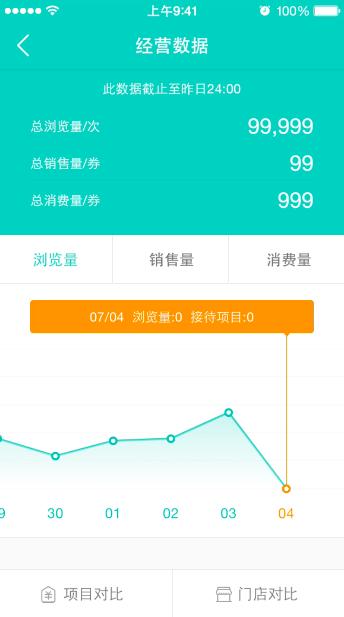 上午9:41 100%
经营数据
此数据截止至昨日24:00
总浏览量/次 99,999
总销售量/券 99
总消费量/券 999
浏览量 销售量 消费量
07/04 浏览量:0 接待项目:0
9 30 01 02 03 04
项目对比 门店对比